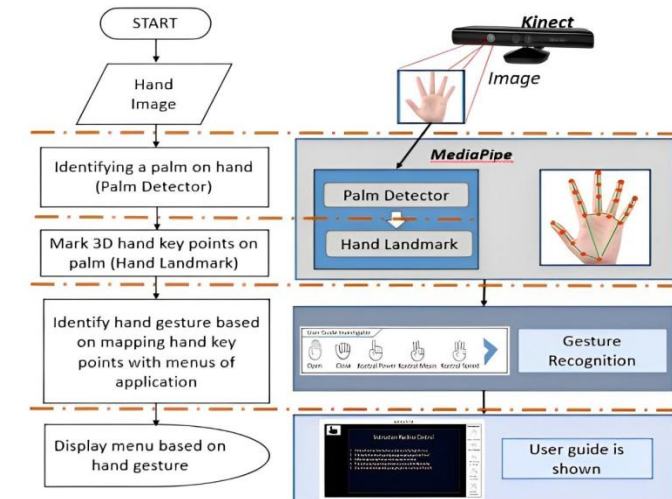 START
Hand
Image
Identifying a palm on hand
(Palm Detector)
Mark 3D hand key points on
palm (Hand Landmark)
Identify hand gesture based
on mapping hand key
points with menus of
application
Display menu based on
hand gesture
Kinect
Image
MediaPipe
Palm Detector
Hand Landmark
User Guide Investigator
Open
Close
Kontrol Power
Kontrol Mesin
Kontrol Speed
Gesture
Recognition
Instruction Machine Control
User guide is
shown